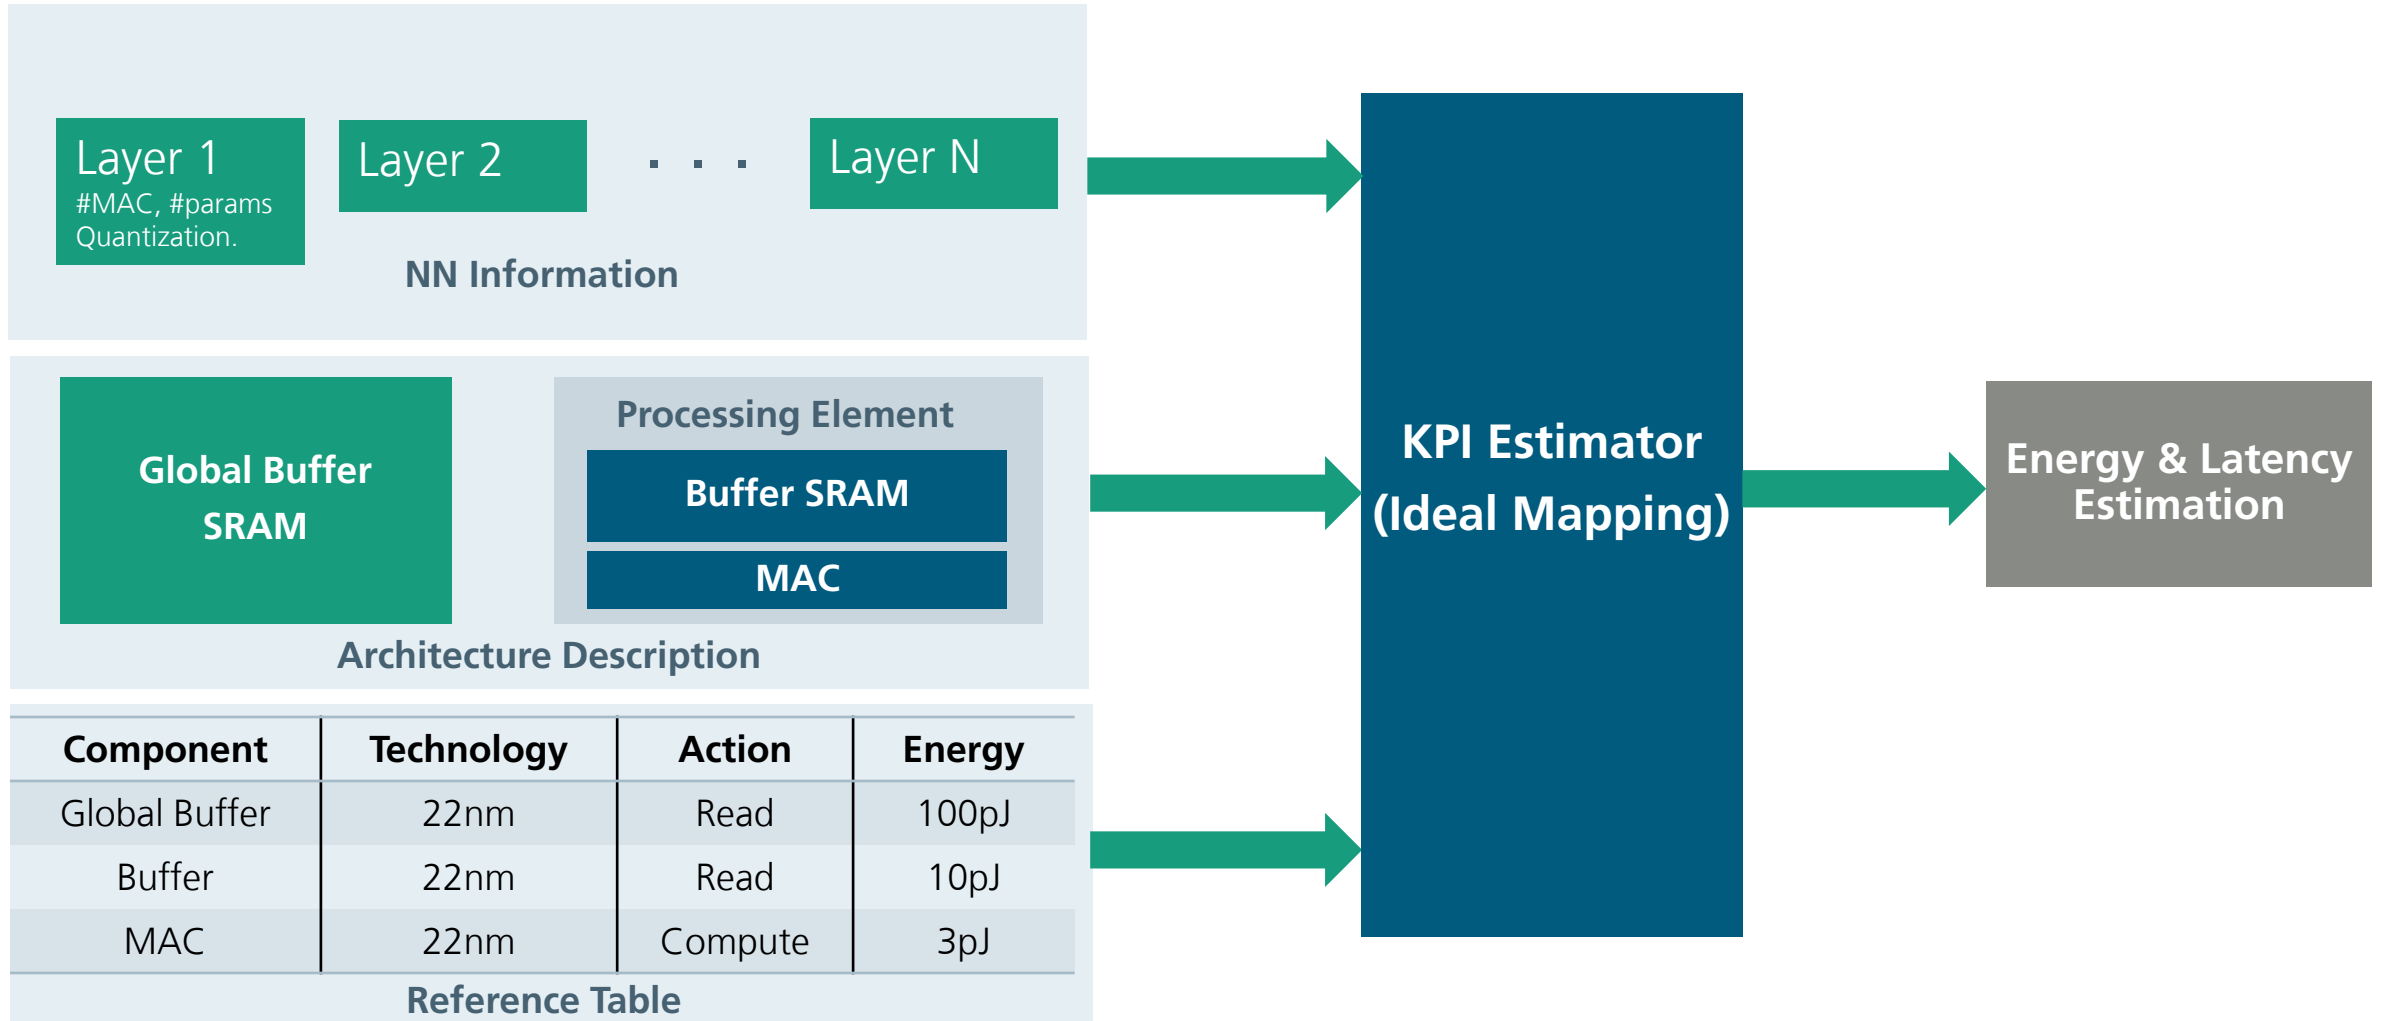 Layer 1
#MAC, #params
Quantization.
Layer 2
. . .
Layer N
NN Information
Global Buffer
SRAM
Processing Element
Buffer SRAM
MAC
Architecture Description
Component Technology Action Energy
Global Buffer 22nm Read 100pJ
Buffer 22nm Read 10pJ
MAC 22nm Compute 3pJ
Reference Table
KPI Estimator
(Ideal Mapping)
Energy & Latency
Estimation